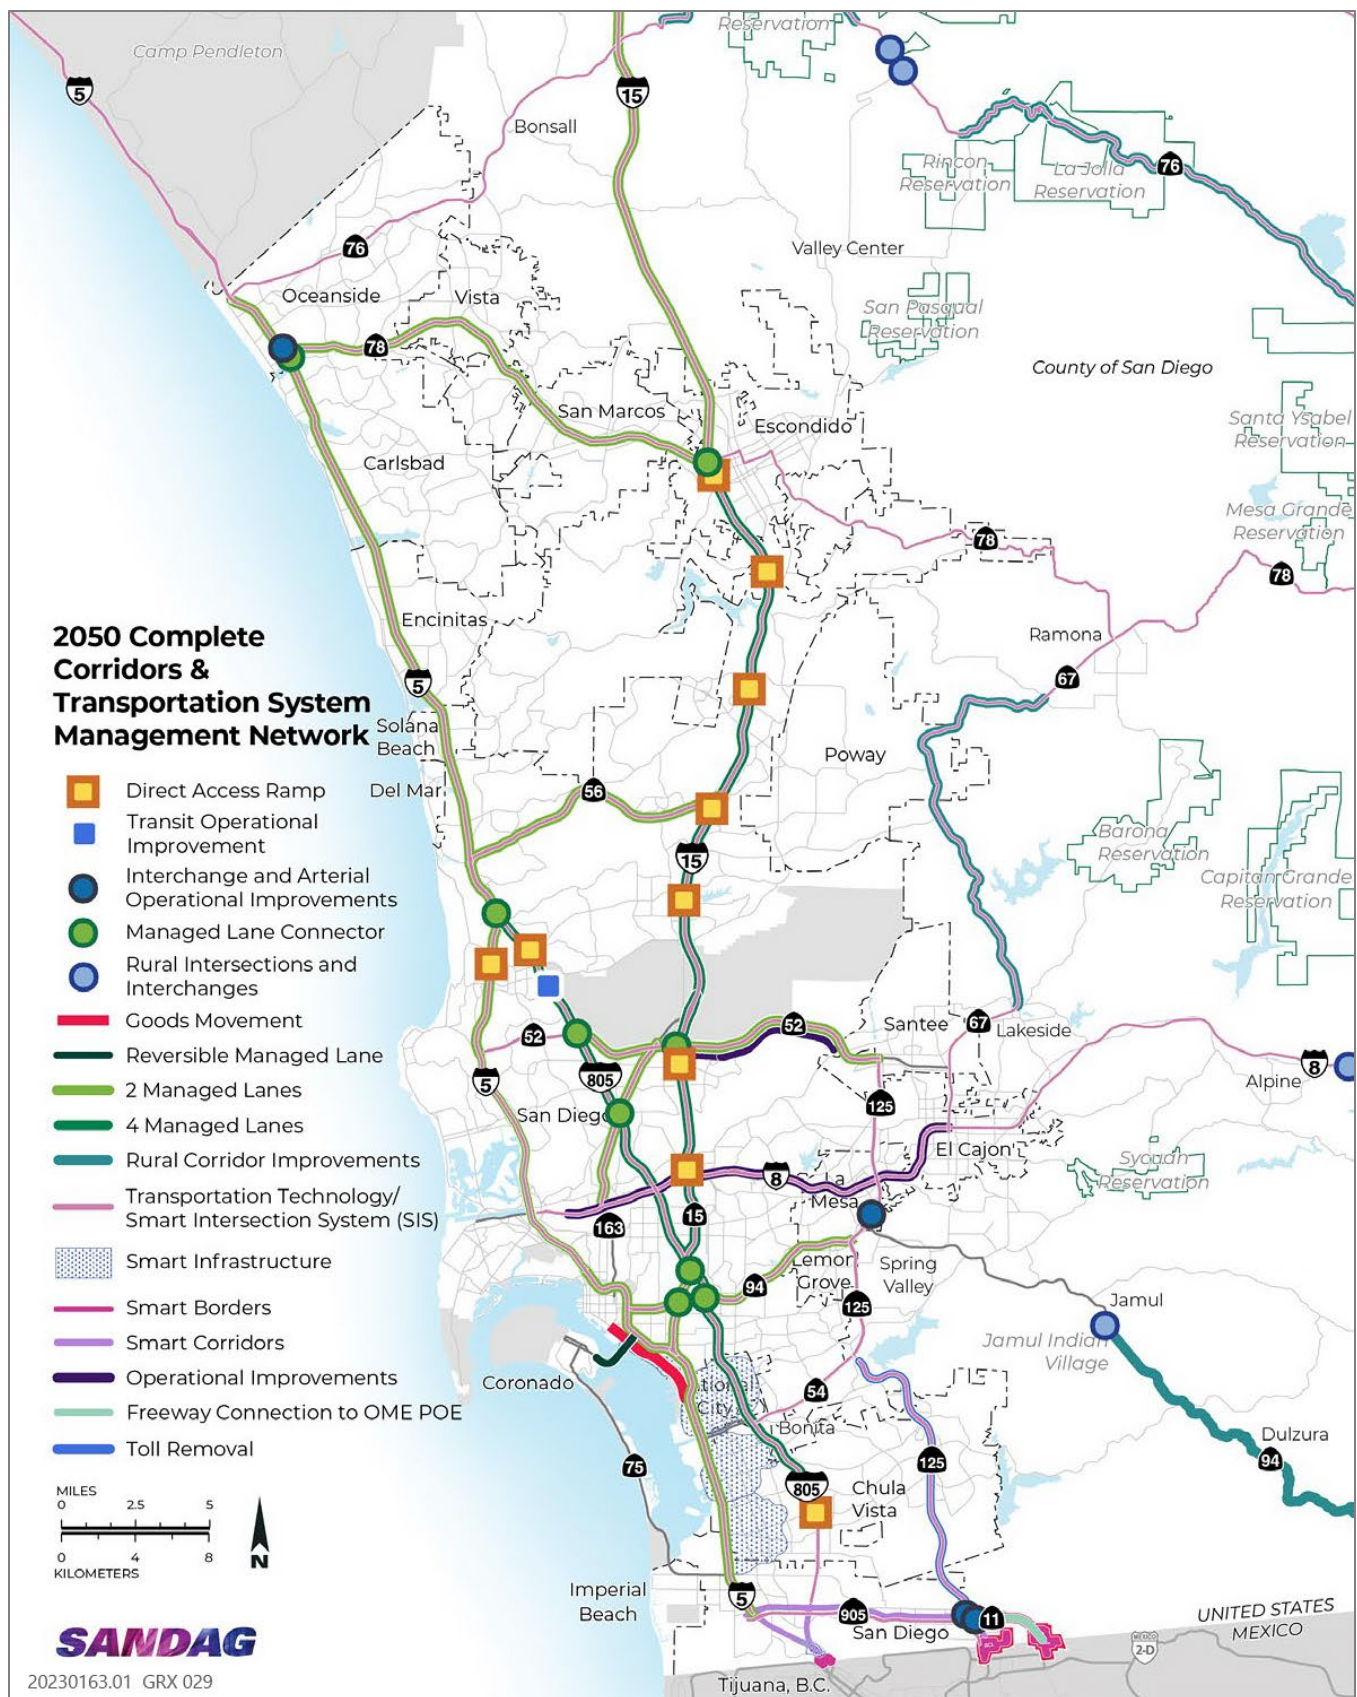 Camp Pendleton
Reservation
5
15
Bonsall
Rincon
Reservation
La Jolla
Reservation
76
76
Valley Center
Oceanside
Vista
San Pasqual
Reservation
78
County of San Diego
San Marcos
Escondido
Santa Ysabel
Reservation
Carlsbad
Mesa Grande
Reservation
78
78
Encinitas
Ramona
67
5
2050 Complete
Corridors &
Transportation System
Management Network
Solana
Beach
Poway
Del Mar
56
15
Barona
Reservation
Capitan Grande
Reservation
Direct Access Ramp
Transit Operational
Improvement
Interchange and Arterial
Operational Improvements
Managed Lane Connector
Rural Intersections and
Interchanges
Goods Movement
Reversible Managed Lane
2 Managed Lanes
4 Managed Lanes
Rural Corridor Improvements
Transportation Technology/
Smart Intersection System (SIS)
Smart Infrastructure
Smart Borders
Smart Corridors
Operational Improvements
Freeway Connection to OME POE
Toll Removal
52
52
Santee
67
Lakeside
8
Alpine
5
805
San Diego
125
El Cajon
Sycuan
Reservation
8
La
Mesa
163
15
Lemon
Grove
Spring
Valley
94
125
Jamul
Jamul Indian
Village
Coronado
54
City
Bonita
Dulzura
94
75
125
805
Chula
Vista
MILES
0 2.5 5
0 4 8
KILOMETERS
N
Imperial
Beach
5
905
San Diego
11
UNITED STATES
MEXICO
2-D
Tijuana, B.C.
SANDAG
20230163.01 GRX 029